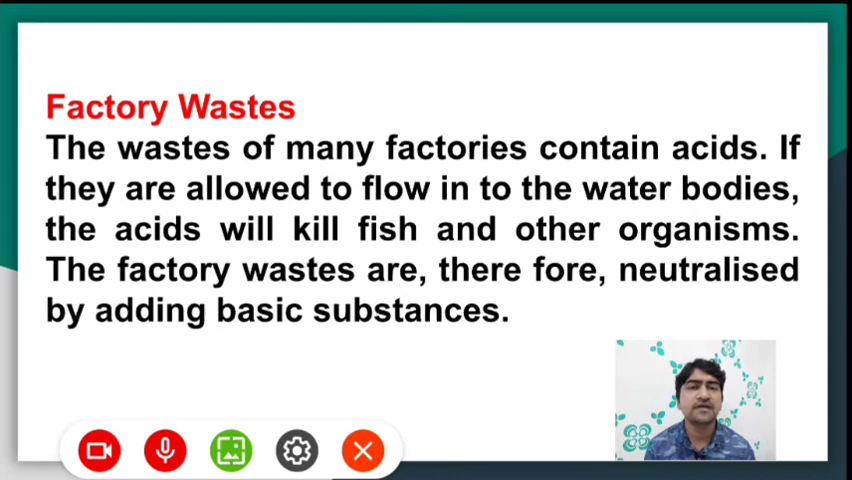 Factory Wastes
The wastes of many factories contain acids. If
they are allowed to flow in to the water bodies,
the acids will kill fish and other organisms.
The factory wastes are, there fore, neutralised
by adding basic substances.